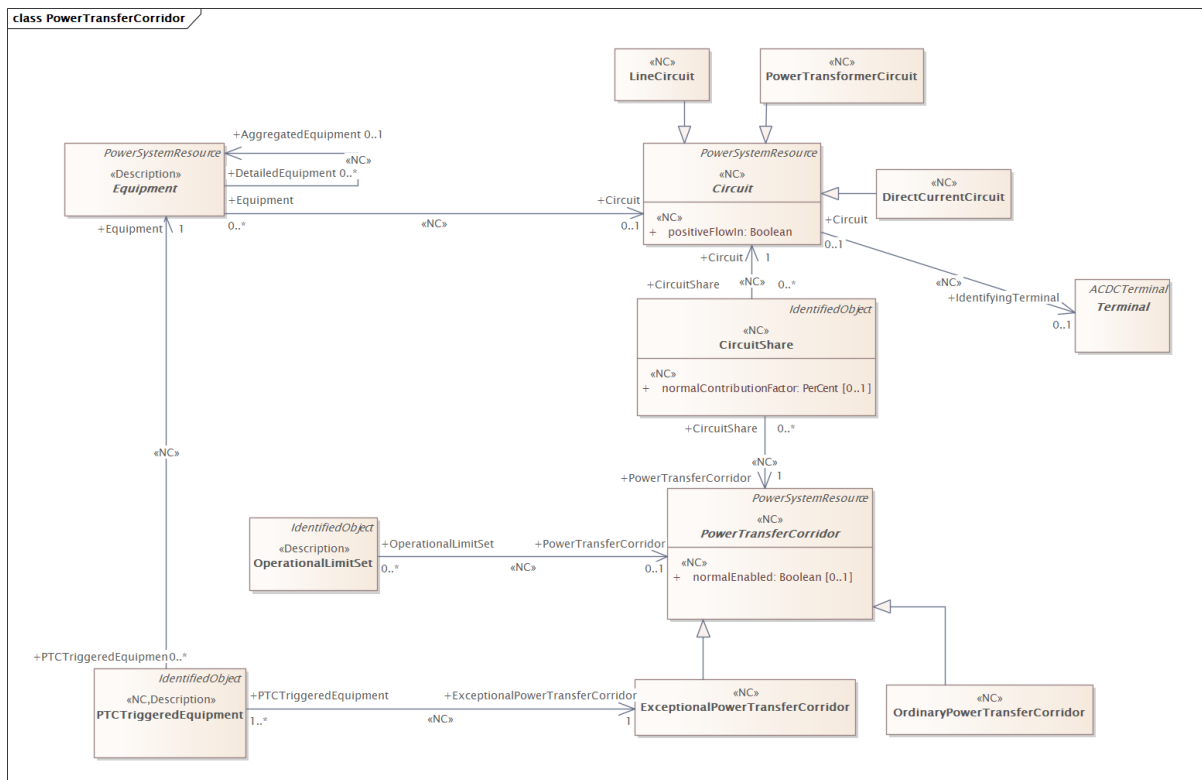 class PowerTransferCorridor
«NC»
LineCircuit
«NC»
PowerTransformerCircuit
+AggregatedEquipment 0..1
PowerSystemResource
«Description»
Equipment
«NC»
+DetailedEquipment 0..*
+Equipment
0..*
«NC»
+Circuit
0..1
PowerSystemResource
«NC»
Circuit
«NC»
+ positiveFlowIn: Boolean
«NC»
DirectCurrentCircuit
+Circuit
0..1
«NC»
+IdentifyingTerminal
0..1
ACDCTerminal
Terminal
+Equipment 1
+Circuit 1
+CircuitShare «NC» 0..*
IdentifiedObject
«NC»
CircuitShare
«NC»
+ normalContributionFactor: PerCent [0..1]
+CircuitShare 0..*
«NC»
«NC»
+PowerTransferCorridor 1
PowerSystemResource
«NC»
PowerTransferCorridor
«NC»
+ normalEnabled: Boolean [0..1]
IdentifiedObject
«Description»
OperationalLimitSet
+OperationalLimitSet
0..*
«NC»
+PowerTransferCorridor
0..1
+PTCTriggeredEquipmen 0..*
IdentifiedObject
«NC,Description»
PTCTriggeredEquipment
+PTCTriggeredEquipment
1..*
«NC»
+ExceptionalPowerTransferCorridor
1
«NC»
ExceptionalPowerTransferCorridor
«NC»
OrdinaryPowerTransferCorridor